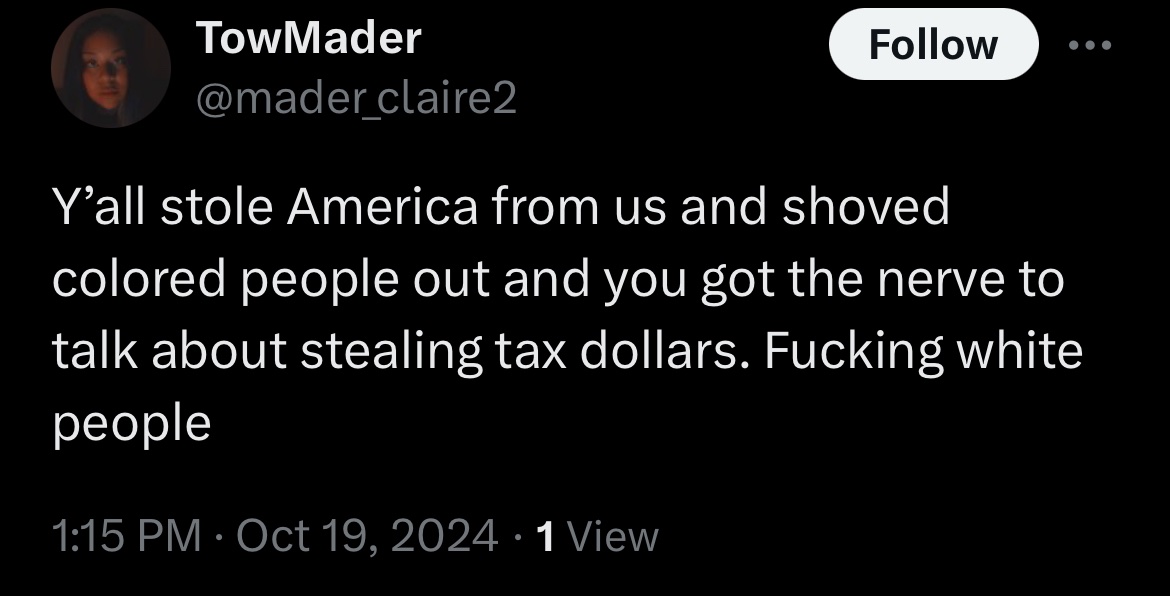 TowMader
Follow
@mader_claire2
Y’all stole America from us and shoved
colored people out and you got the nerve to
talk about stealing tax dollars. Fucking white
people
1:15 PM · Oct 19, 2024 · 1 View